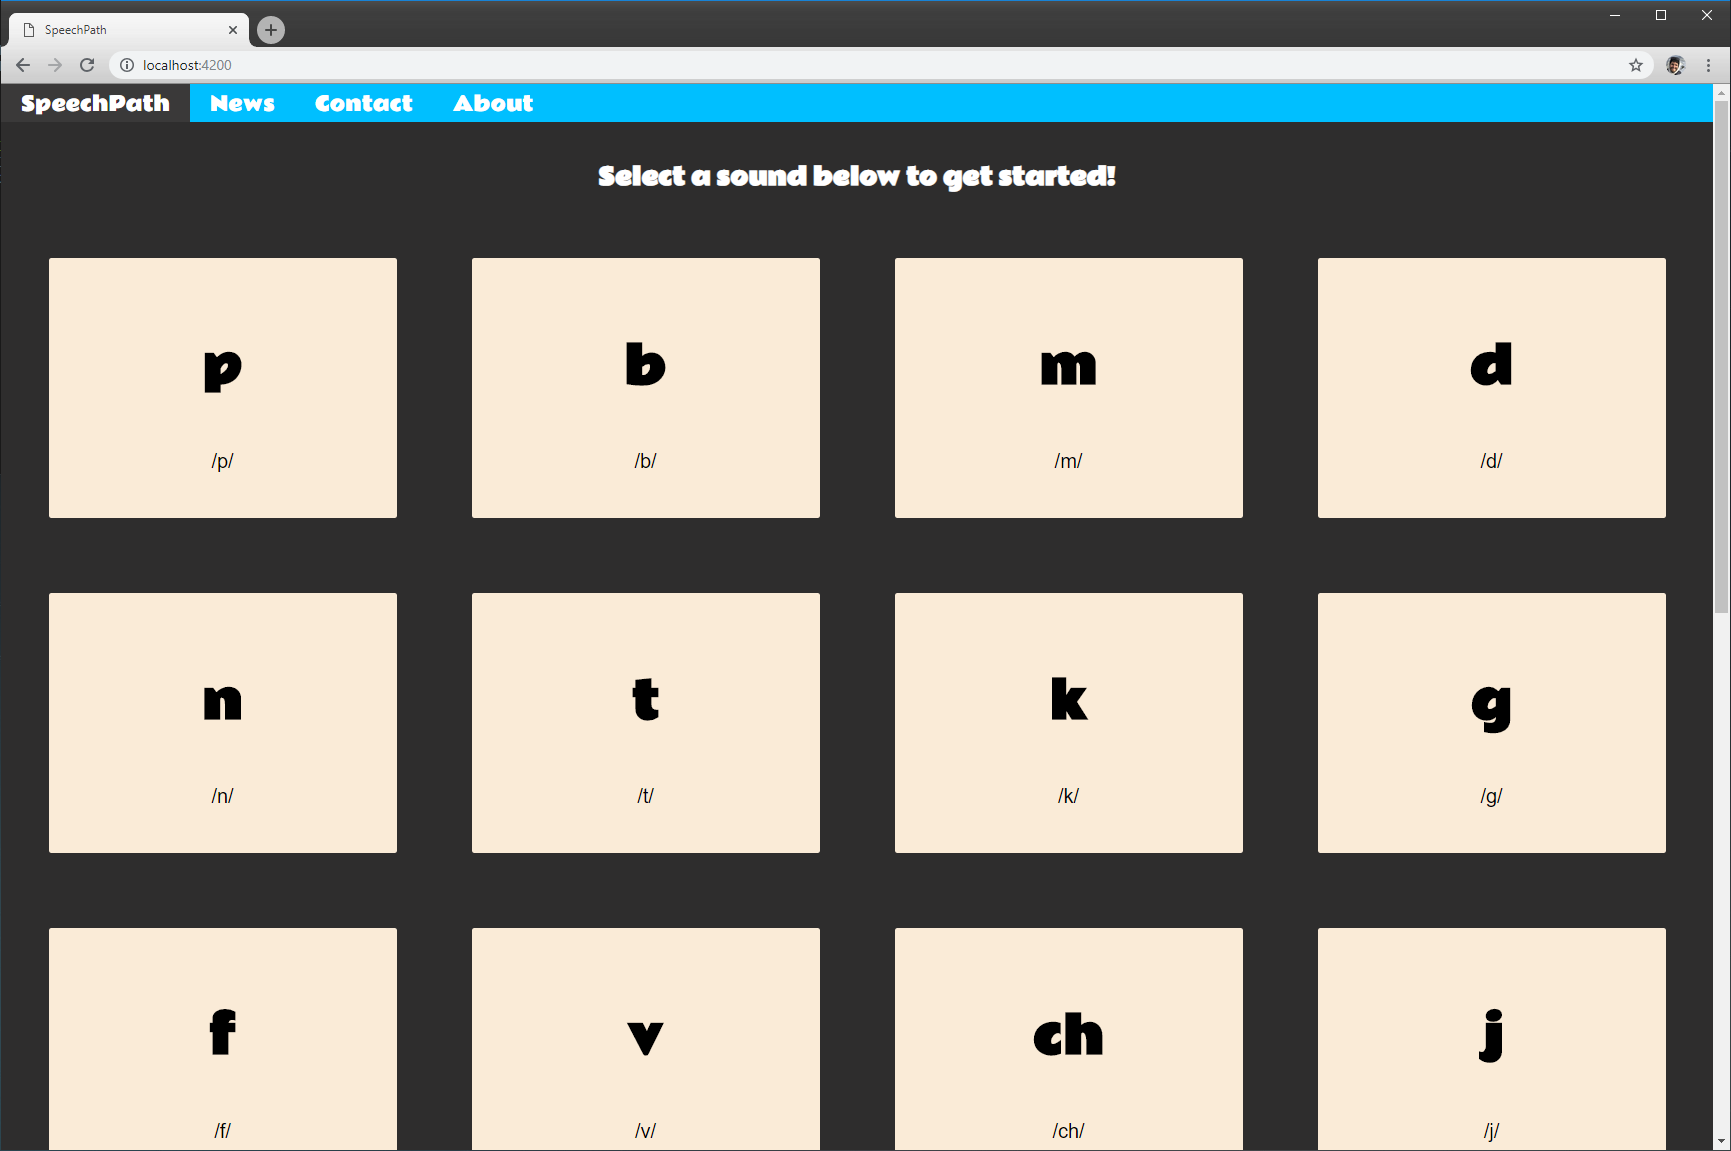 SpeechPath
localhost:4200
SpeechPath News Contact About
Select a sound below to get started!
p b m d
/p/ /b/ /m/ /d/
n t k g
/n/ /t/ /k/ /g/
f v ch j
/f/ /v/ /ch/ /j/